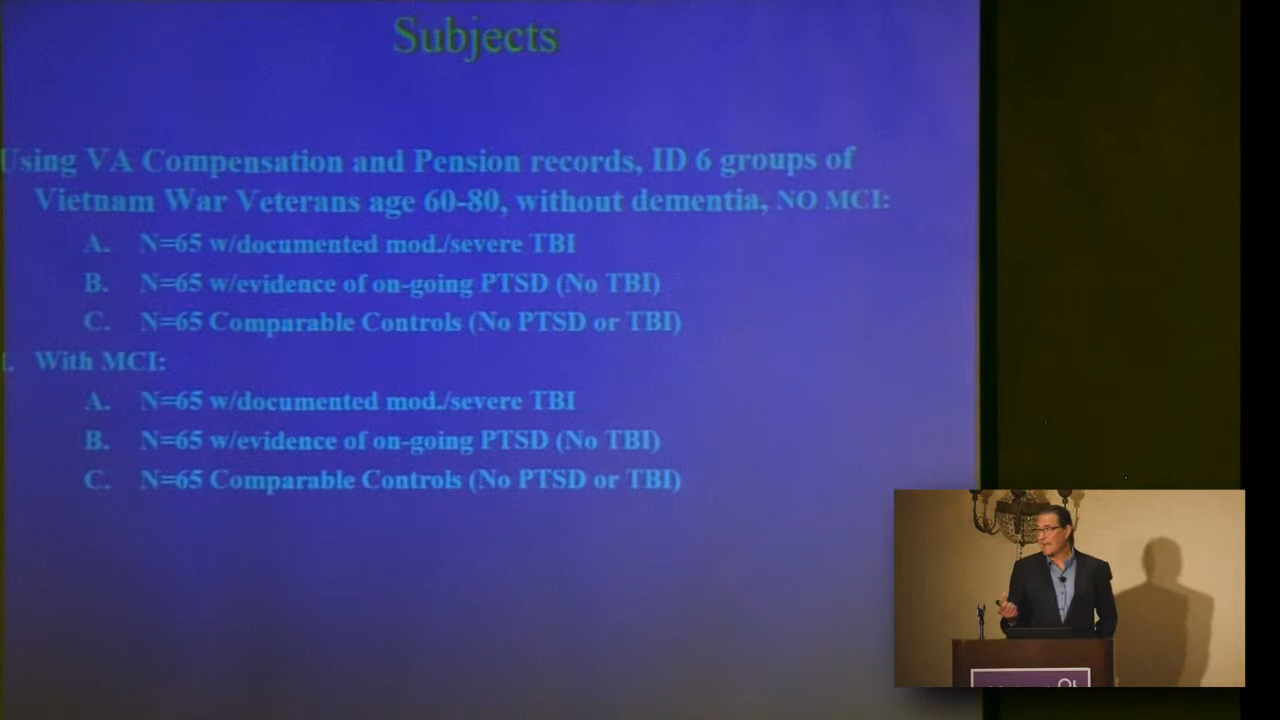 Subjects
Using VA Compensation and Pension records, ID 6 groups of
Vietnam War Veterans age 60-80, without dementia, NO MCI:
A. N=65 w/documented mod./severe TBI
B. N=65 w/evidence of on-going PTSD (No TBI)
C. N=65 Comparable Controls (No PTSD or TBI)
With MCI:
A. N=65 w/documented mod./severe TBI
B. N=65 w/evidence of on-going PTSD (No TBI)
C. N=65 Comparable Controls (No PTSD or TBI)